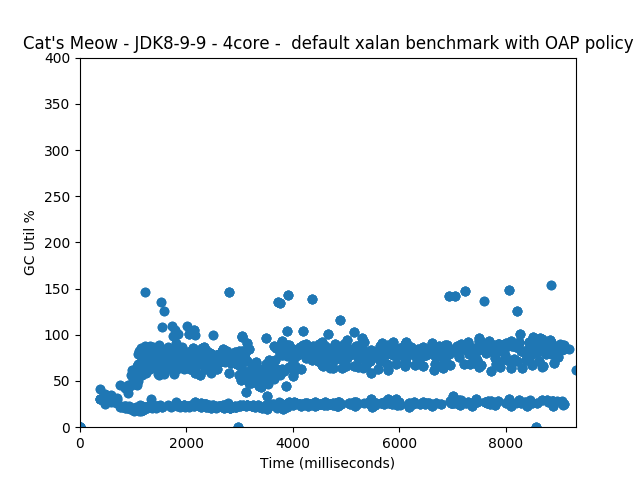 Cat's Meow - JDK8-9-9 - 4core -  default xalan benchmark with OAP policy
400
350
300
250
200
150
100
50
0
GC Util %
0 2000 4000 6000 8000
Time (milliseconds)